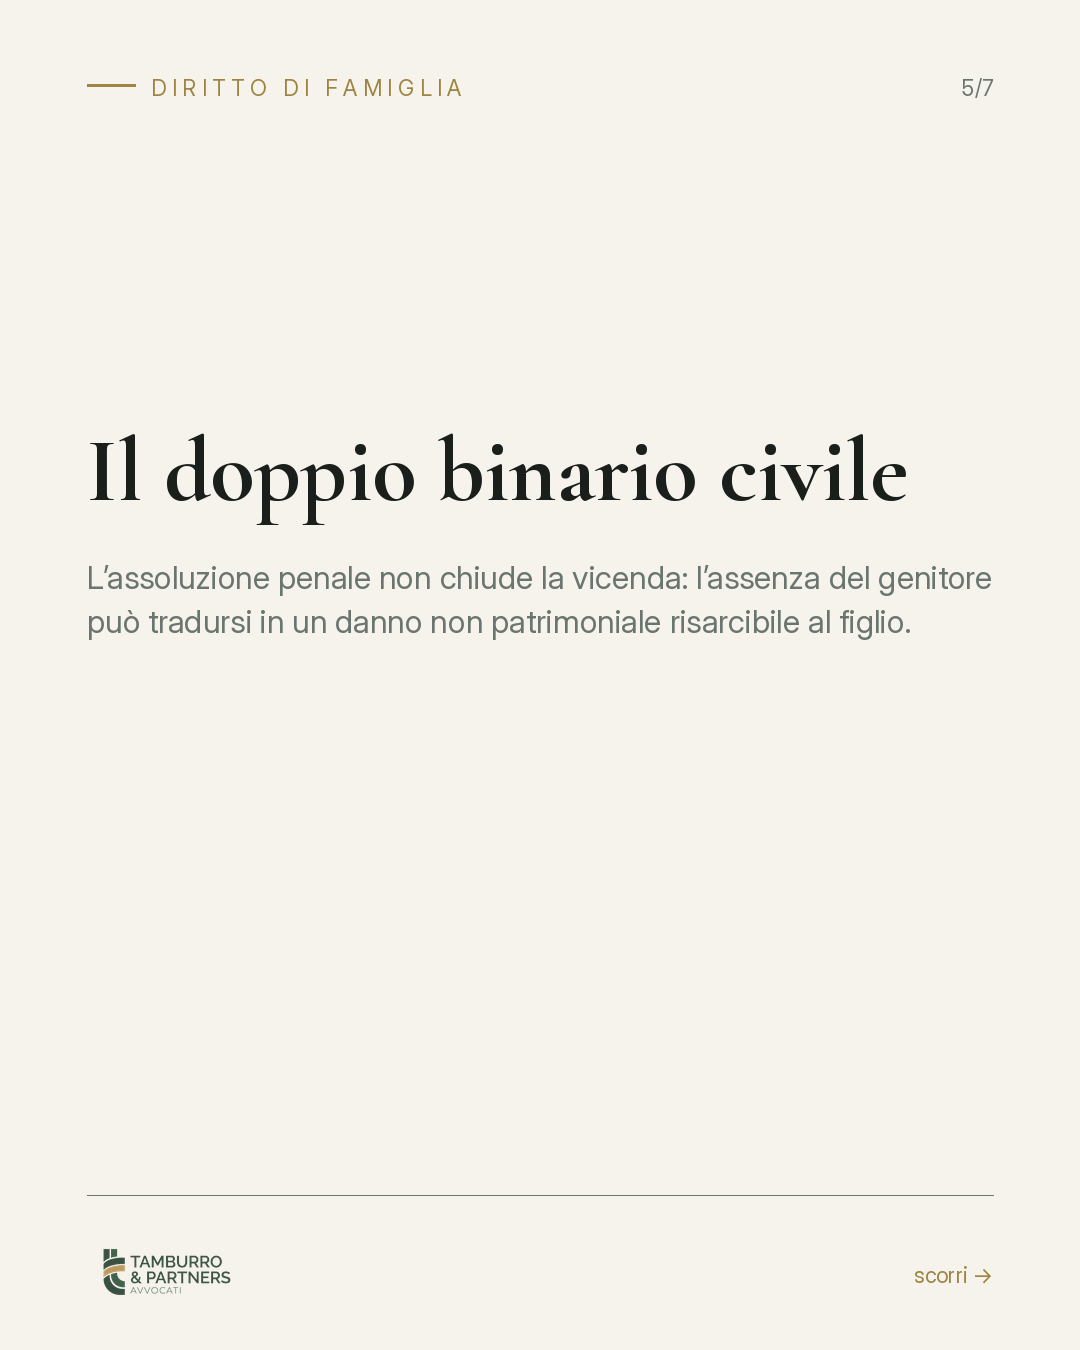 DIRITTO DI FAMIGLIA
5/7
Il doppio binario civile
L’assoluzione penale non chiude la vicenda: l’assenza del genitore
può tradursi in un danno non patrimoniale risarcibile al figlio.
TAMBURRO
& PARTNERS
AVVOCATI
scorri →